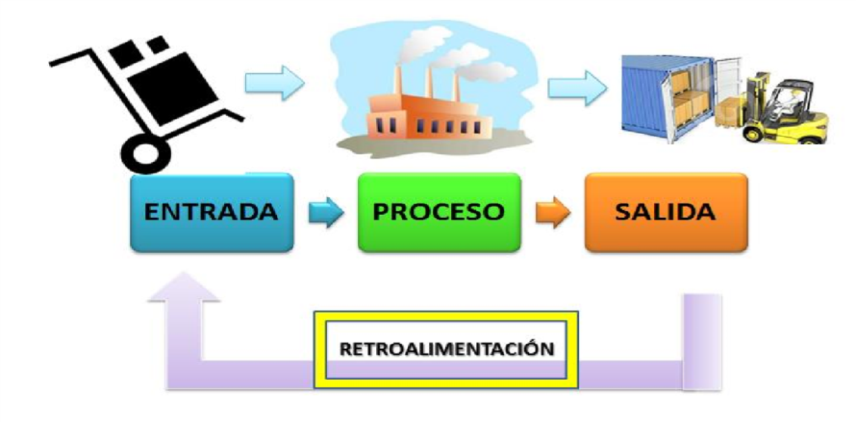 ENTRADA
PROCESO
SALIDA
RETROALIMENTACIÓN